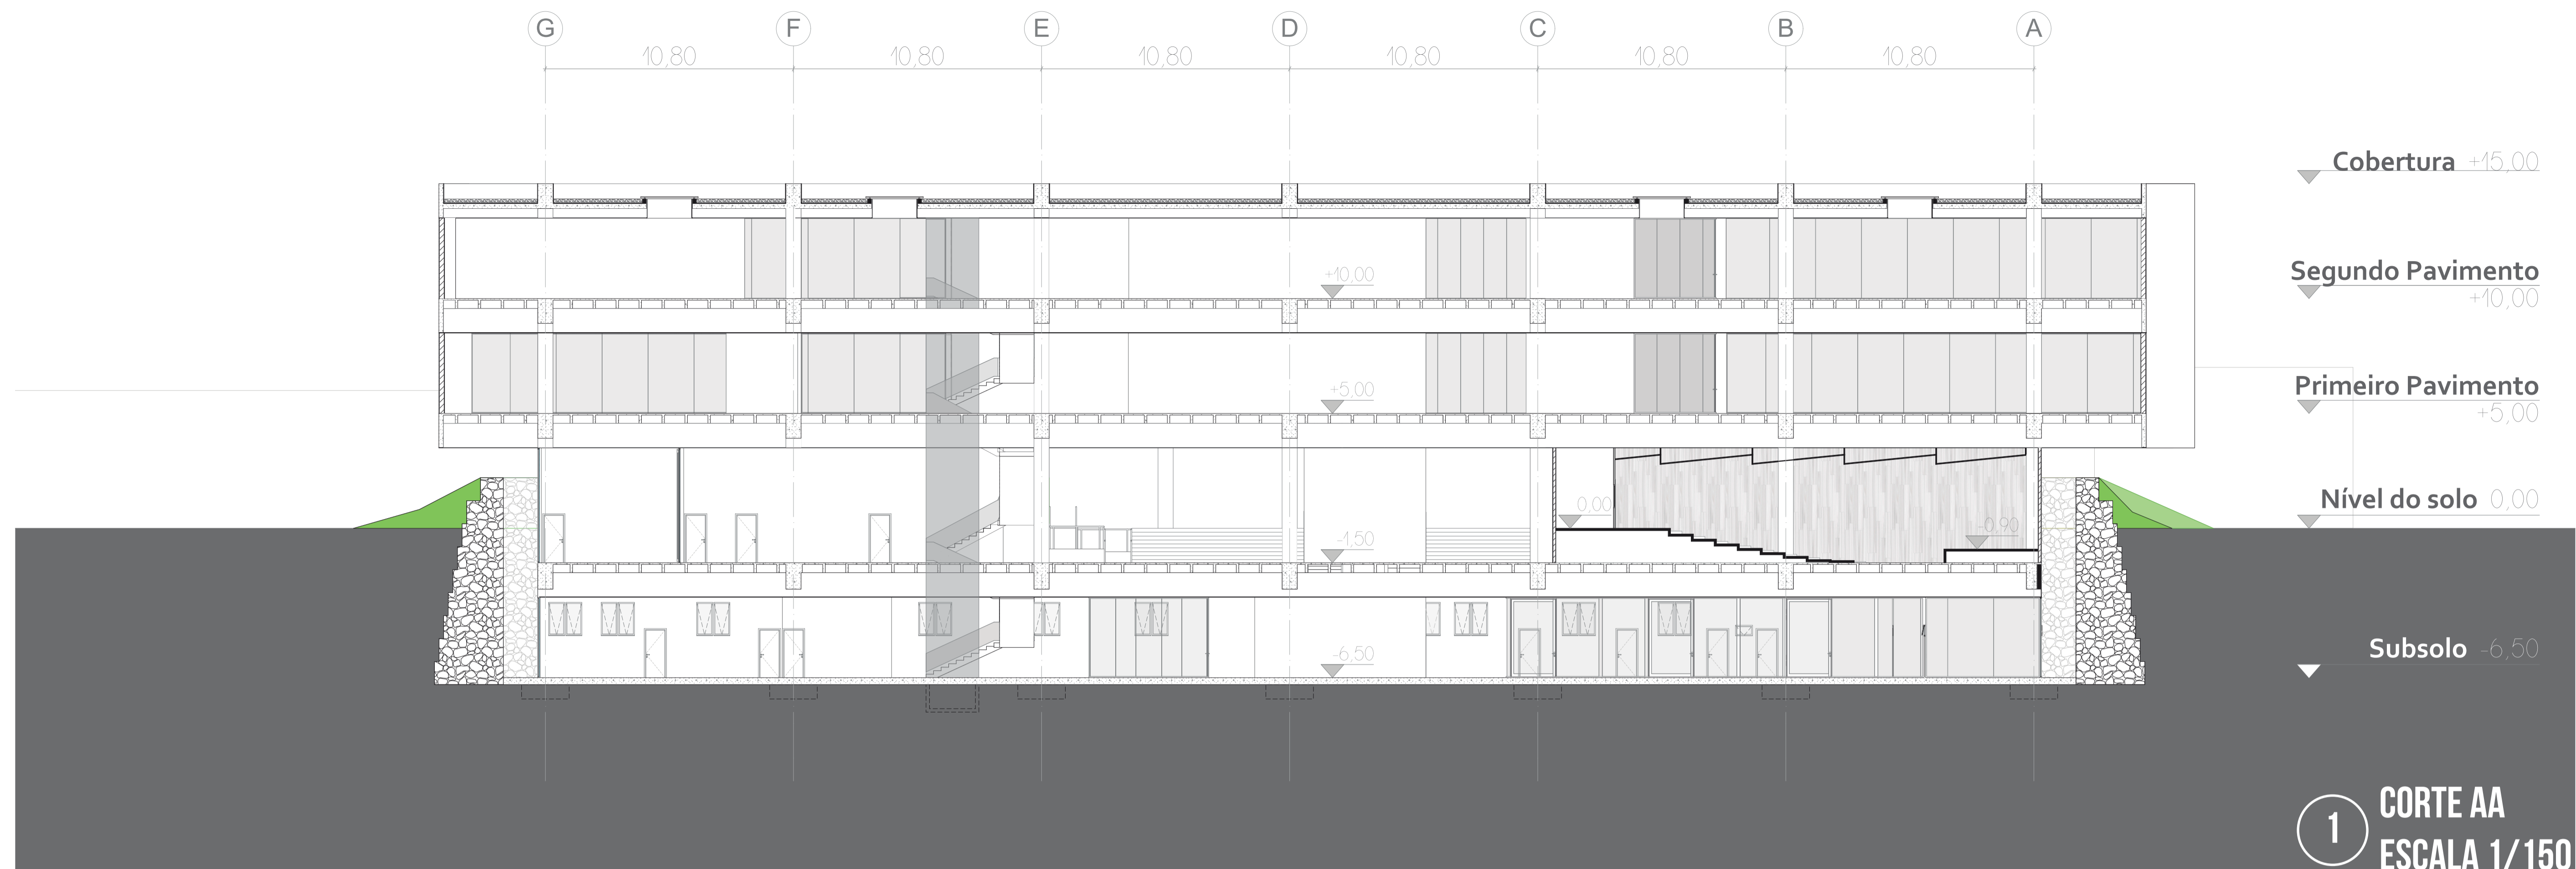 G F E D C B A
10,80 10,80 10,80 10,80 10,80 10,80
Cobertura +15,00
Segundo Pavimento
+10,00
+10,00
Primeiro Pavimento
+5,00
+5,00
Nível do solo 0,00
0,00
-0,90
-1,50
Subsolo -6,50
-6,50
1
CORTE AA
ESCALA 1/150